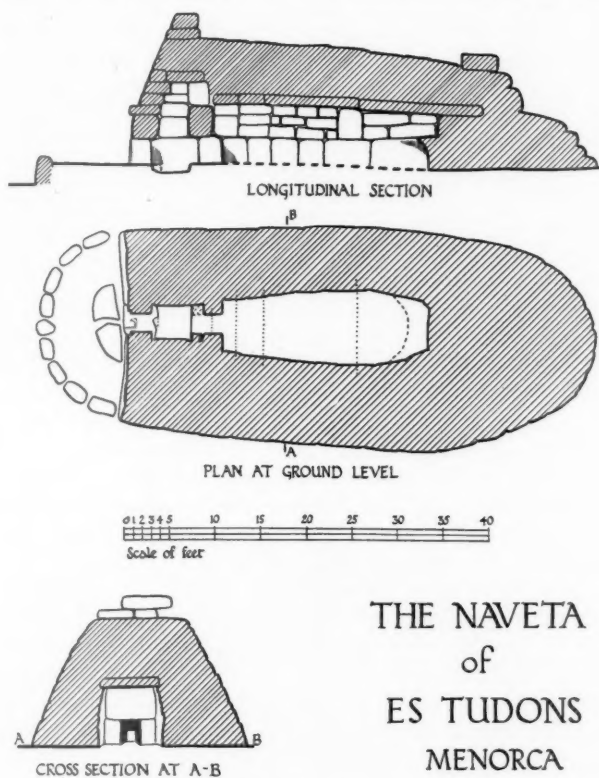 LONGITUDINAL SECTION
B
A
PLAN AT GROUND LEVEL
0 1 2 3 4 5 10 15 20 25 30 35 40
Scale of feet
A B
CROSS SECTION AT A-B
THE NAVETA
of
ES TUDONS
MENORCA